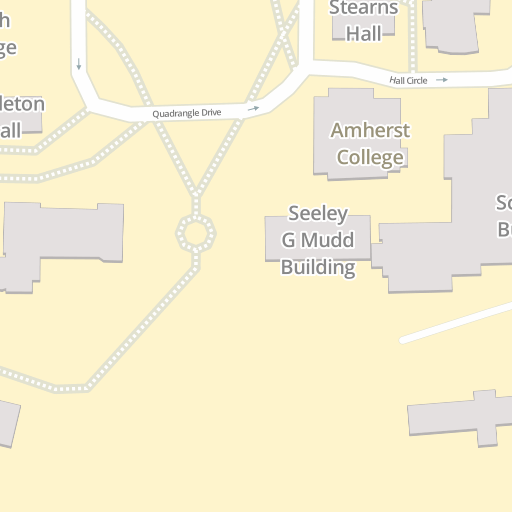 Stearns
Hall
Hall Circle
Quadrangle Drive
Amherst
College
Seeley
G Mudd
Building